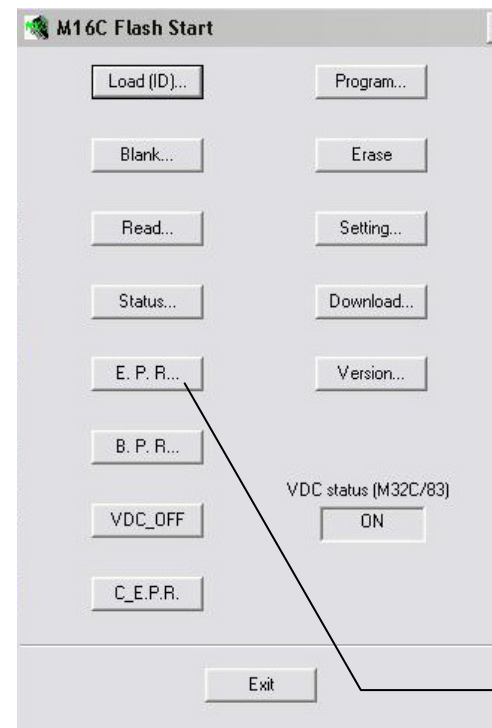 M16C Flash Start
Load (ID)...
Program...
Blank...
Erase
Read...
Setting...
Status...
Download...
E. P. R...
Version...
B. P. R...
VDC status (M32C/83)
VDC_OFF
ON
C_E.P.R.
Exit